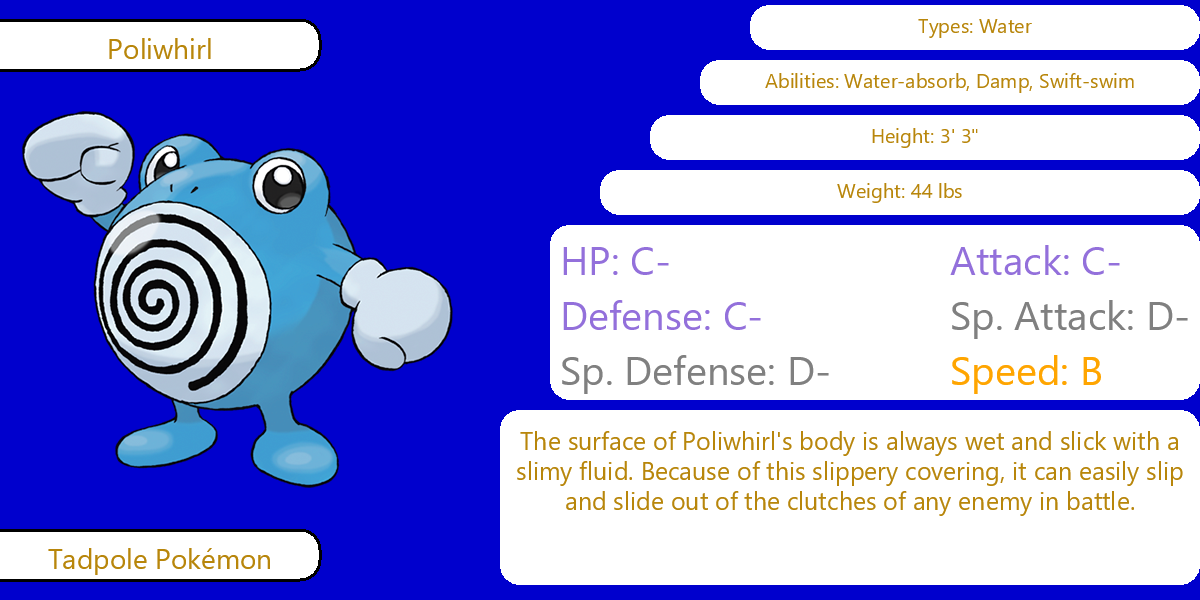 Poliwhirl
Types: Water
Abilities: Water-absorb, Damp, Swift-swim
Height: 3' 3"
Weight: 44 lbs
HP: C-
Attack: C-
Defense: C-
Sp. Attack: D-
Sp. Defense: D-
Speed: B
The surface of Poliwhirl's body is always wet and slick with a
slimy fluid. Because of this slippery covering, it can easily slip
and slide out of the clutches of any enemy in battle.
Tadpole Pokémon